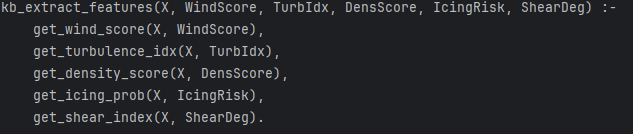 kb_extract_features(X, WindScore, TurbIdx, DensScore, IcingRisk, ShearDeg) :-
    get_wind_score(X, WindScore),
    get_turbulence_idx(X, TurbIdx),
    get_density_score(X, DensScore),
    get_icing_prob(X, IcingRisk),
    get_shear_index(X, ShearDeg).